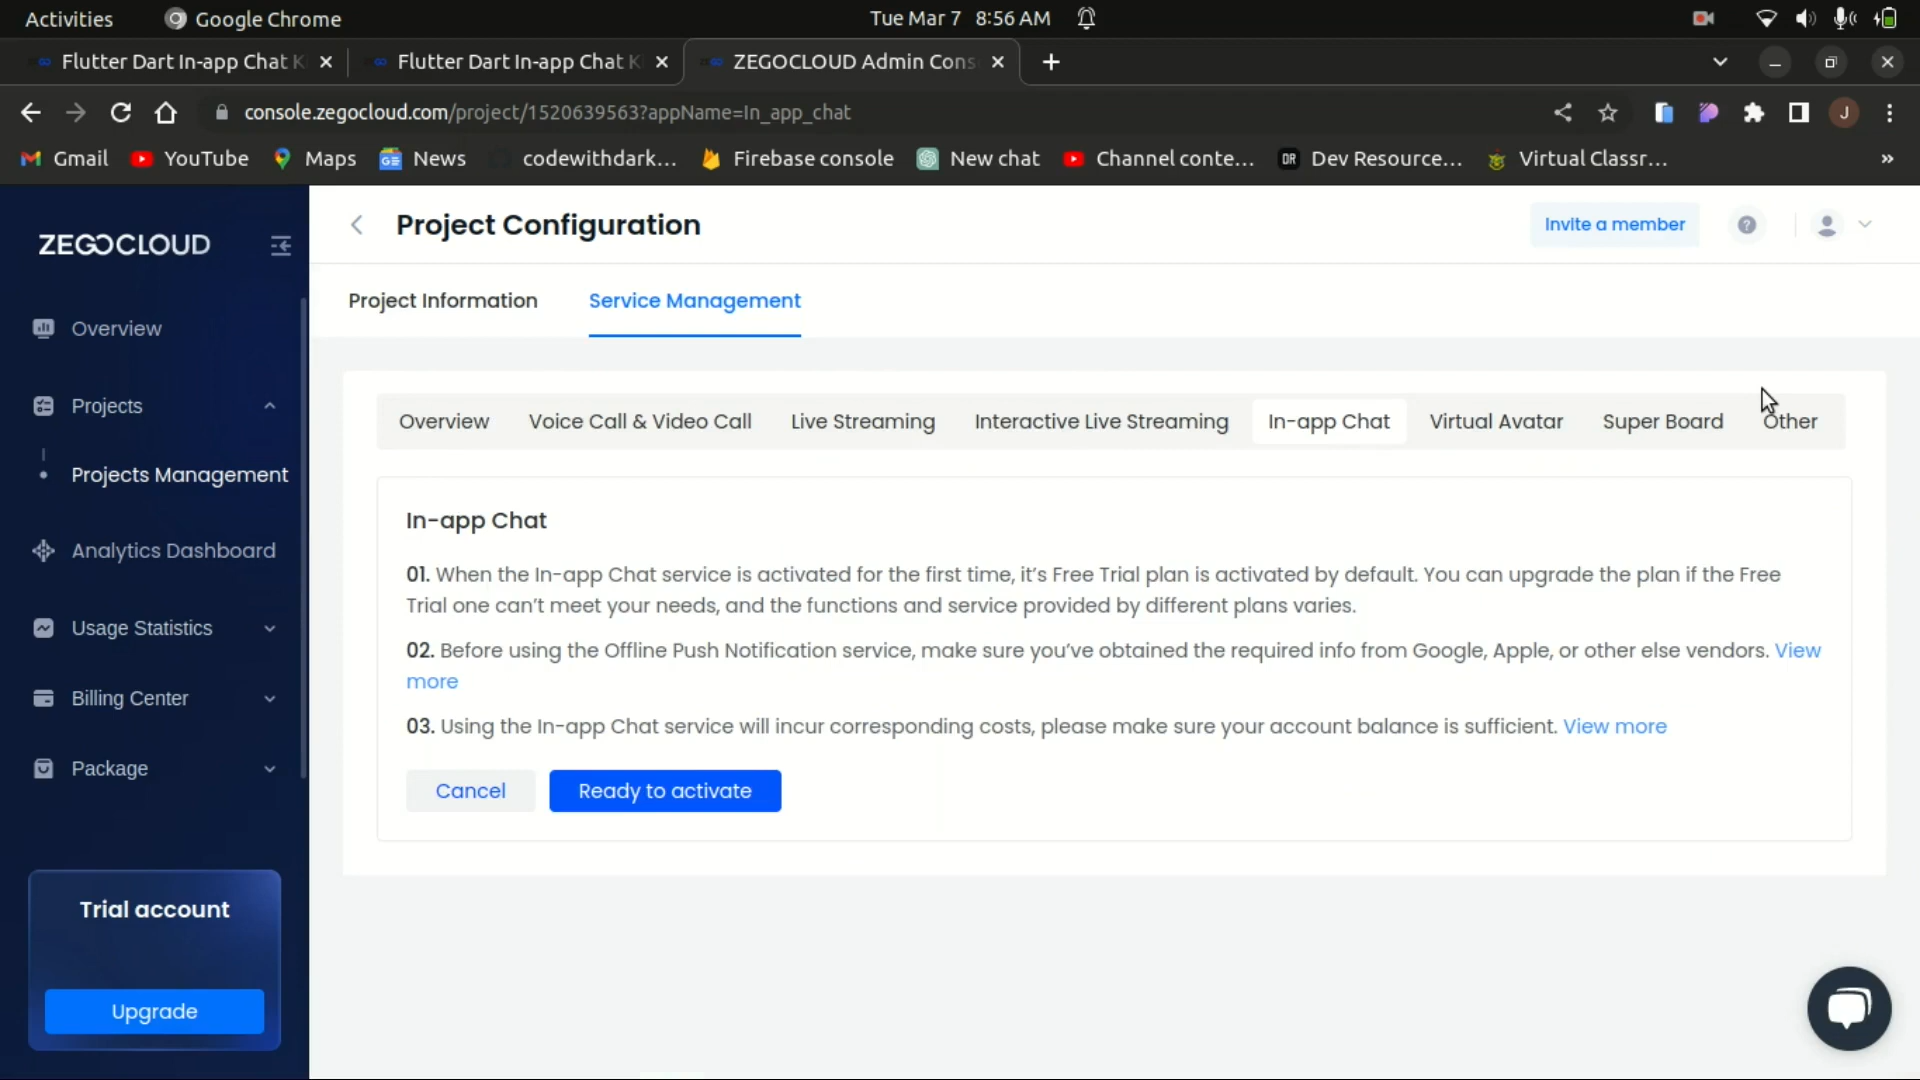 Activities
Google Chrome
Tue Mar 7 8:56 AM
Flutter Dart In-app Chat K
Flutter Dart In-app Chat K
ZEGOCLOUD Admin Cons
console.zegocloud.com/project/1520639563?appName=In_app_chat
J
Gmail
YouTube
Maps
GE
News
codewithdark...
Firebase console
New chat
Channel conte...
DR
Dev Resource...
Virtual Classr...
»
ZEGOCLOUD
Project Configuration
Invite a member
?
Overview
Project Information
Service Management
Projects
Overview
Voice Call & Video Call
Live Streaming
Interactive Live Streaming
In-app Chat
Virtual Avatar
Super Board
Other
Projects Management
Analytics Dashboard
Usage Statistics
Billing Center
Package
In-app Chat
01. When the In-app Chat service is activated for the first time, it's Free Trial plan is activated by default. You can upgrade the plan if the Free
Trial one can't meet your needs, and the functions and service provided by different plans varies.
02. Before using the Offline Push Notification service, make sure you've obtained the required info from Google, Apple, or other else vendors. View
more
03. Using the In-app Chat service will incur corresponding costs, please make sure your account balance is sufficient. View more
Cancel
Ready to activate
Trial account
Upgrade